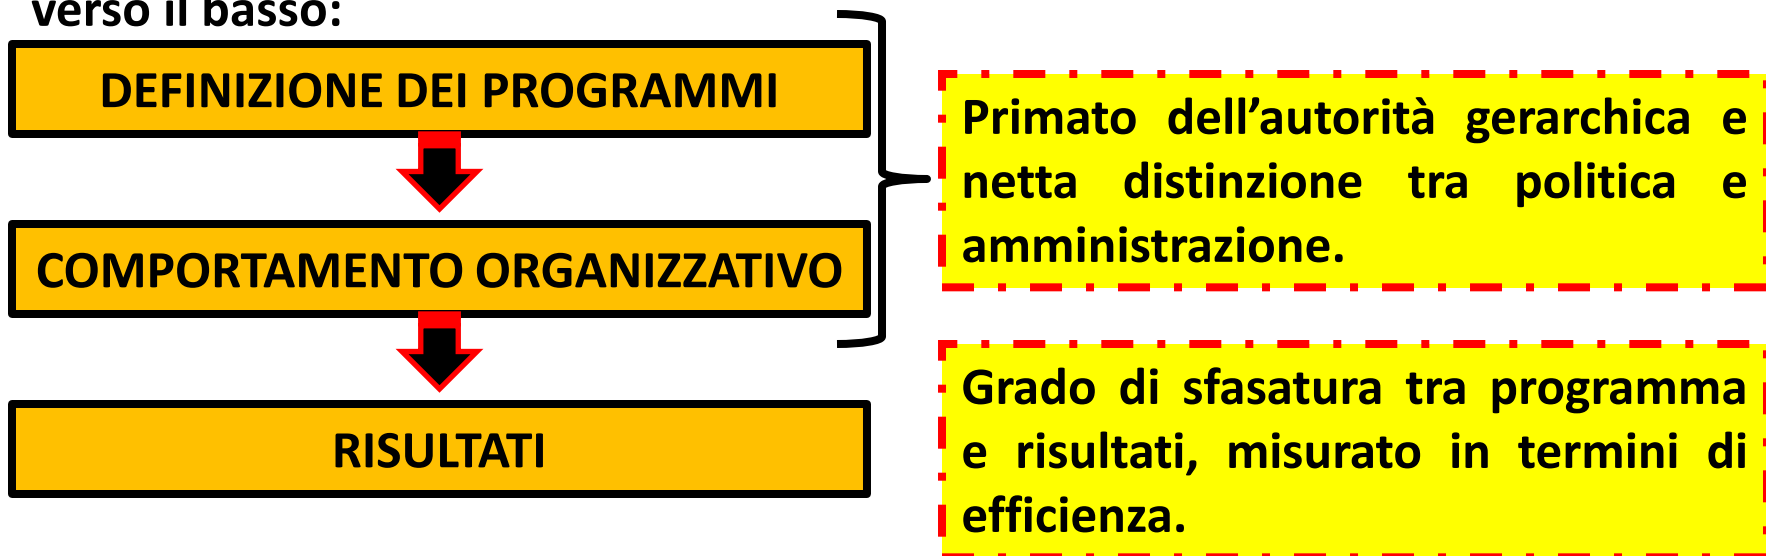 verso il basso:
DEFINIZIONE DEI PROGRAMMI
COMPORTAMENTO ORGANIZZATIVO
RISULTATI
Primato dell’autorità gerarchica e
netta distinzione tra politica e
amministrazione.
Grado di sfasatura tra programma
e risultati, misurato in termini di
efficienza.